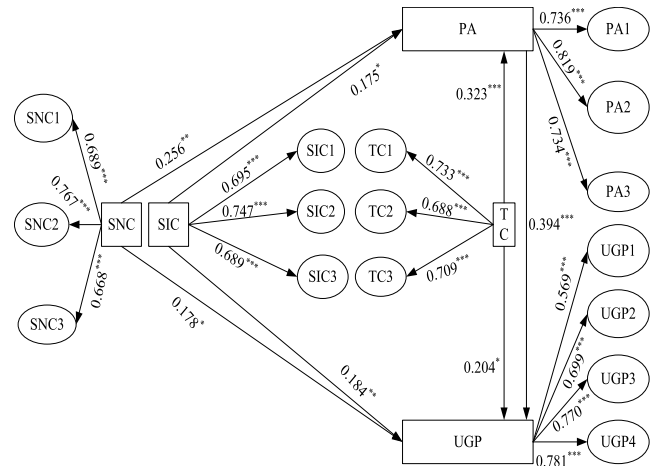 PA
0.736***
PA1
0.819***
PA2
0.734***
PA3
0.175*
0.323***
0.256**
SNC1
0.689***
SNC2
0.767***
SNC
SIC
SNC3
0.668***
0.695***
SIC1
0.747***
SIC2
0.689***
SIC3
TC1
0.733***
TC2
0.688***
TC3
0.709***
T
C
0.394***
0.178*
0.184**
0.204*
UGP
UGP1
0.569***
UGP2
0.699***
UGP3
0.770***
UGP4
0.781***